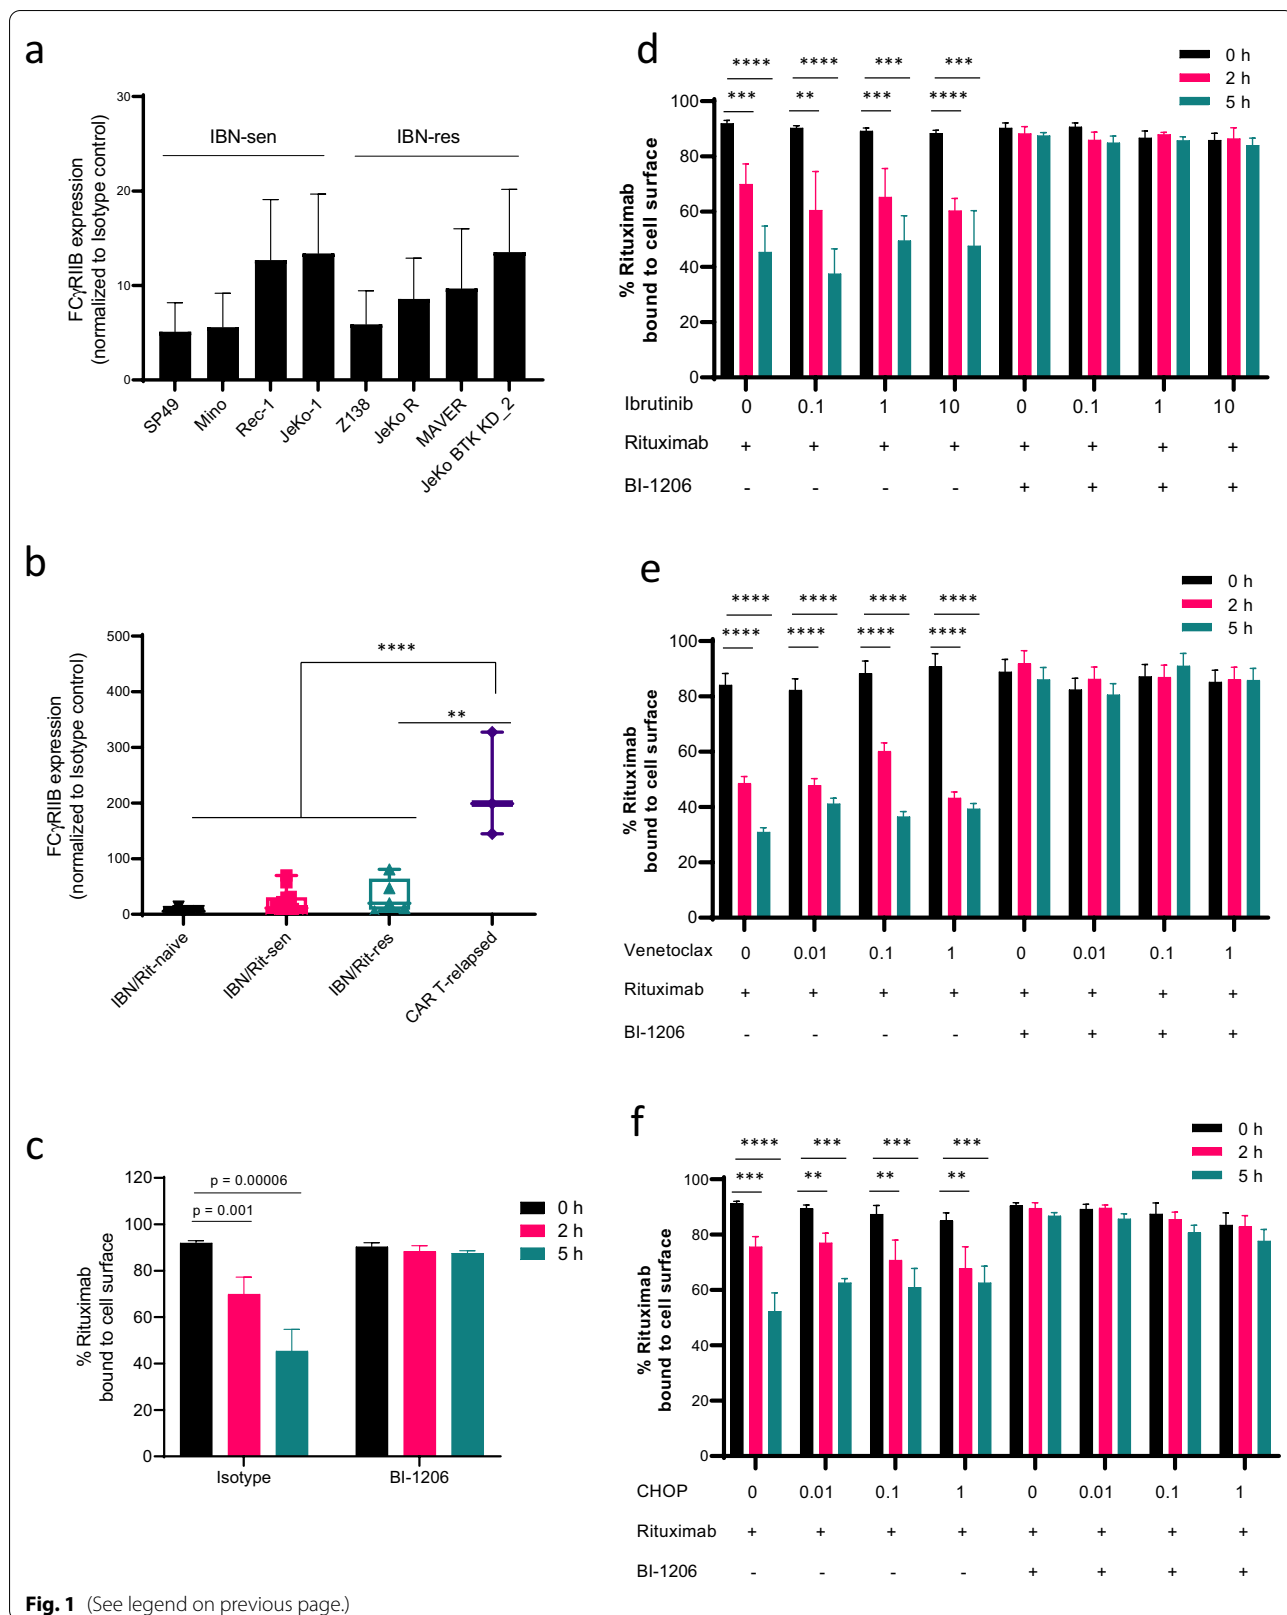 a
FCγRIIB expression
(normalized to Isotype control)
30
20
10
0
IBN-sen
IBN-res
SP49
Mino
Rec-1
JeKo-1
Z138
JeKo R
MAVER
JeKo BTK KD_2
b
FCγRIIB expression
(normalized to Isotype control)
500
400
300
200
100
0
****
**
IBN/Rit-naive
IBN/Rit-sen
IBN/Rit-res
CAR T-relapsed
c
% Rituximab
bound to cell surface
120
100
80
60
40
20
0
p = 0.00006
p = 0.001
0 h
2 h
5 h
Isotype
BI-1206
d
0 h
2 h
5 h
**** **** *** ***
*** ** *** ****
% Rituximab
bound to cell surface
100
80
60
40
20
0
Ibrutinib 0 0.1 1 10 0 0.1 1 10
Rituximab + + + + + + + +
BI-1206 - - - - + + + +
e
0 h
2 h
5 h
**** **** **** ****
**** **** **** ****
% Rituximab
bound to cell surface
100
80
60
40
20
0
Venetoclax 0 0.01 0.1 1 0 0.01 0.1 1
Rituximab + + + + + + + +
BI-1206 - - - - + + + +
f
0 h
2 h
5 h
**** *** *** ***
*** ** ** **
% Rituximab
bound to cell surface
100
80
60
40
20
0
CHOP 0 0.01 0.1 1 0 0.01 0.1 1
Rituximab + + + + + + + +
BI-1206 - - - - + + + +
Fig. 1 (See legend on previous page.)